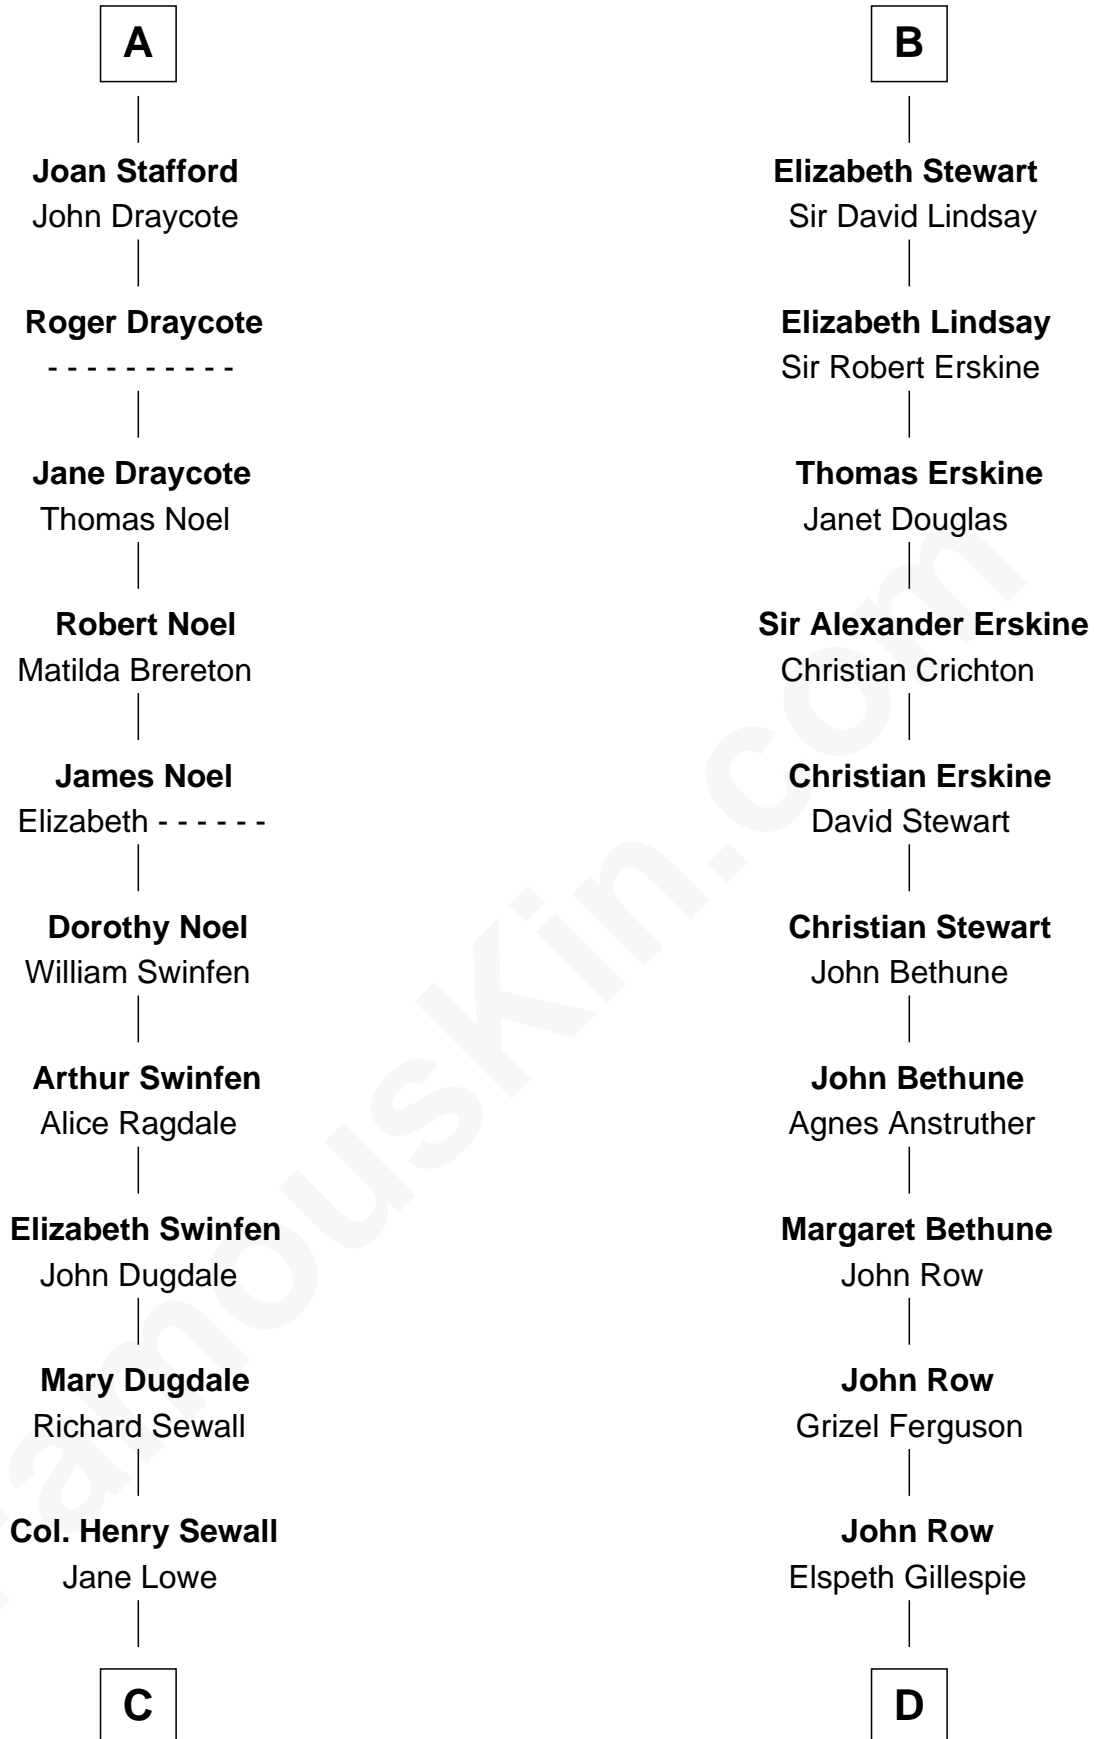 A
Joan Stafford
John Draycote
Roger Draycote
- - - - - - - - - -
Jane Draycote
Thomas Noel
Robert Noel
Matilda Brereton
James Noel
Elizabeth - - - - - -
Dorothy Noel
William Swinfen
Arthur Swinfen
Alice Ragdale
Elizabeth Swinfen
John Dugdale
Mary Dugdale
Richard Sewall
Col. Henry Sewall
Jane Lowe
C
B
Elizabeth Stewart
Sir David Lindsay
Elizabeth Lindsay
Sir Robert Erskine
Thomas Erskine
Janet Douglas
Sir Alexander Erskine
Christian Crichton
Christian Erskine
David Stewart
Christian Stewart
John Bethune
John Bethune
Agnes Anstruther
Margaret Bethune
John Row
John Row
Grizel Ferguson
John Row
Elspeth Gillespie
D
FamousKin.com